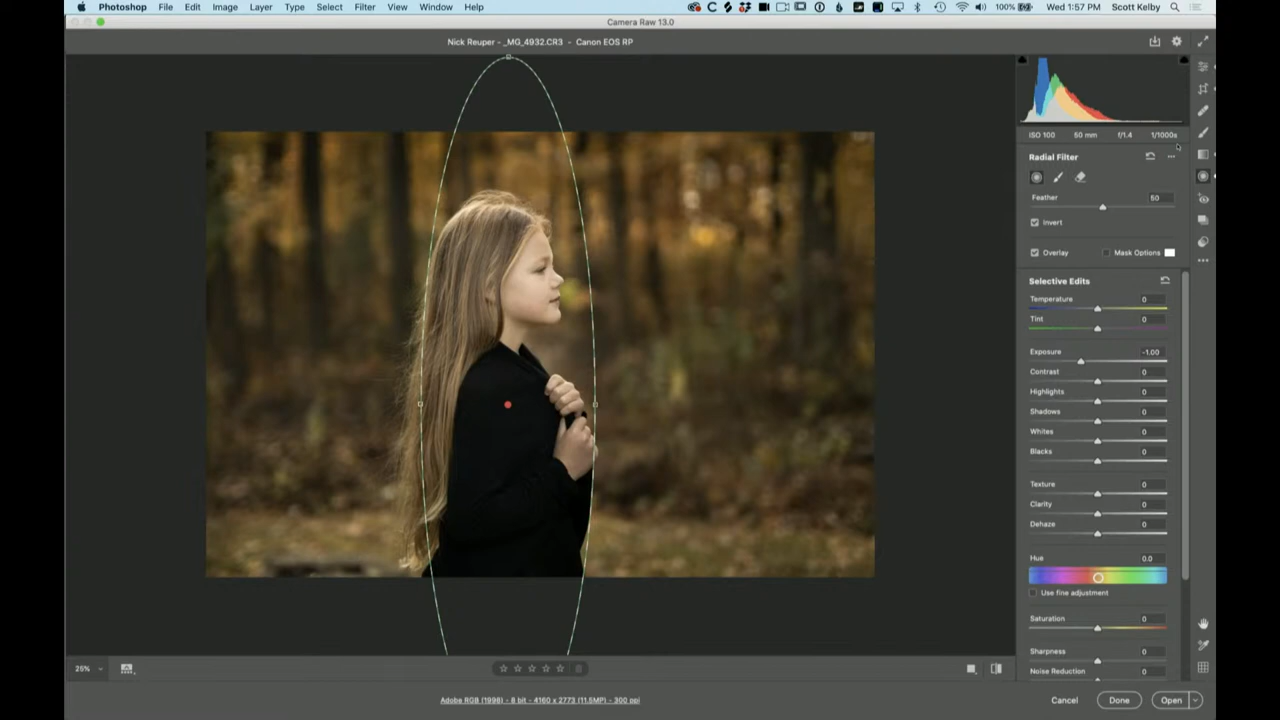 Photoshop File Edit Image Layer Type Select Filter View Window Help 100% Wed 1:57 PM Scott Kelby
Camera Raw 13.0
Nick Reuper - _MG_4932.CR3 - Canon EOS RP
ISO 100 50 mm f/1.4 1/1000s
Radial Filter
Feather 50
Invert
Overlay Mask Options
Selective Edits
Temperature 0
Tint 0
Exposure -1.00
Contrast 0
Highlights 0
Shadows 0
Whites 0
Blacks 0
Texture 0
Clarity 0
Dehaze 0
Hue 0.0
Use fine adjustment
Saturation 0
Sharpness 0
Noise Reduction 0
25%
Adobe RGB (1998) - 8 bit - 4160 x 2773 (11.5MP) - 300 ppi
Cancel Done Open